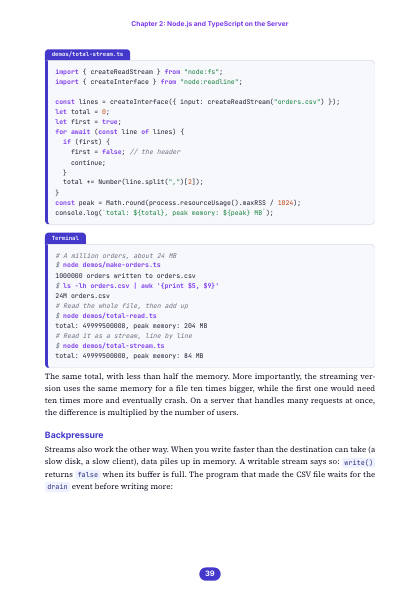 Chapter 2: Node.js and TypeScript on the Server
demos/total-stream.ts
import { createReadStream } from "node:fs";
import { createInterface } from "node:readline";
const lines = createInterface({ input: createReadStream("orders.csv") });
let total = 0;
let first = true;
for await (const line of lines) {
if (first) {
first = false; // the header
continue;
}
total += Number(line.split(",")[2]);
}
const peak = Math.round(process.resourceUsage().maxRSS / 1024);
console.log(`total: ${total}, peak memory: ${peak} MB`);
Terminal
# A million orders, about 24 MB
$ node demos/make-orders.ts
1000000 orders written to orders.csv
$ ls -lh orders.csv | awk '{print $5, $9}'
24M orders.csv
# Read the whole file, then add up
$ node demos/total-read.ts
total: 49999500000, peak memory: 204 MB
# Read it as a stream, line by line
$ node demos/total-stream.ts
total: 49999500000, peak memory: 84 MB
The same total, with less than half the memory. More importantly, the streaming ver-
sion uses the same memory for a file ten times bigger, while the first one would need
ten times more and eventually crash. On a server that handles many requests at once,
the difference is multiplied by the number of users.
Backpressure
Streams also work the other way. When you write faster than the destination can take (a
slow disk, a slow client), data piles up in memory. A writable stream says so: write()
returns false when its buffer is full. The program that made the CSV file waits for the
drain event before writing more:
39